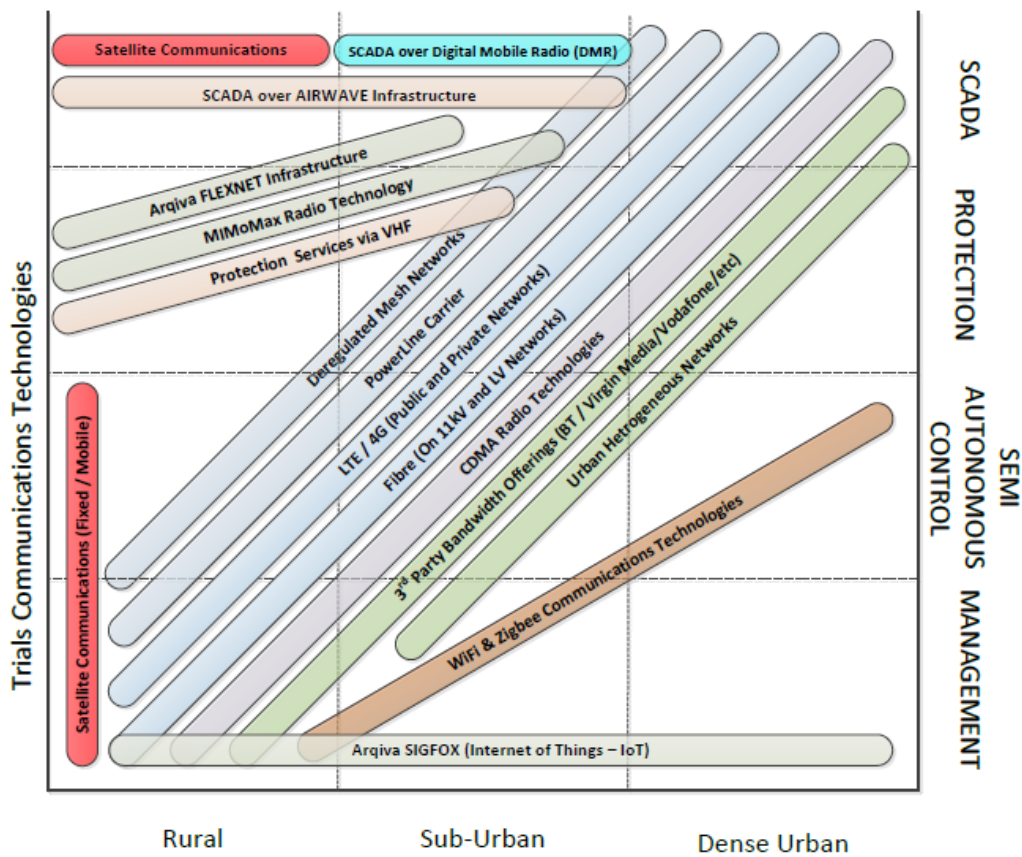 Satellite Communications
SCADA over Digital Mobile Radio (DMR)
SCADA over AIRWAVE Infrastructure
Arqiva FLEXNET Infrastructure
MIMoMax Radio Technology
Protection Services via VHF
Deregulated Mesh Networks
PowerLine Carrier
LTE / 4G (Public and Private Networks)
Fibre (On 11kV and LV Networks)
CDMA Radio Technologies
3rd Party Bandwidth Offerings (BT / Virgin Media/Vodafone/etc)
Urban Hetrogeneous Networks
WiFi & Zigbee Communications Technologies
Satellite Communications (Fixed / Mobile)
Arqiva SIGFOX (Internet of Things – IoT)
Trials Communications Technologies
SCADA
PROTECTION
SEMI
AUTONOMOUS
CONTROL
MANAGEMENT
Rural
Sub-Urban
Dense Urban